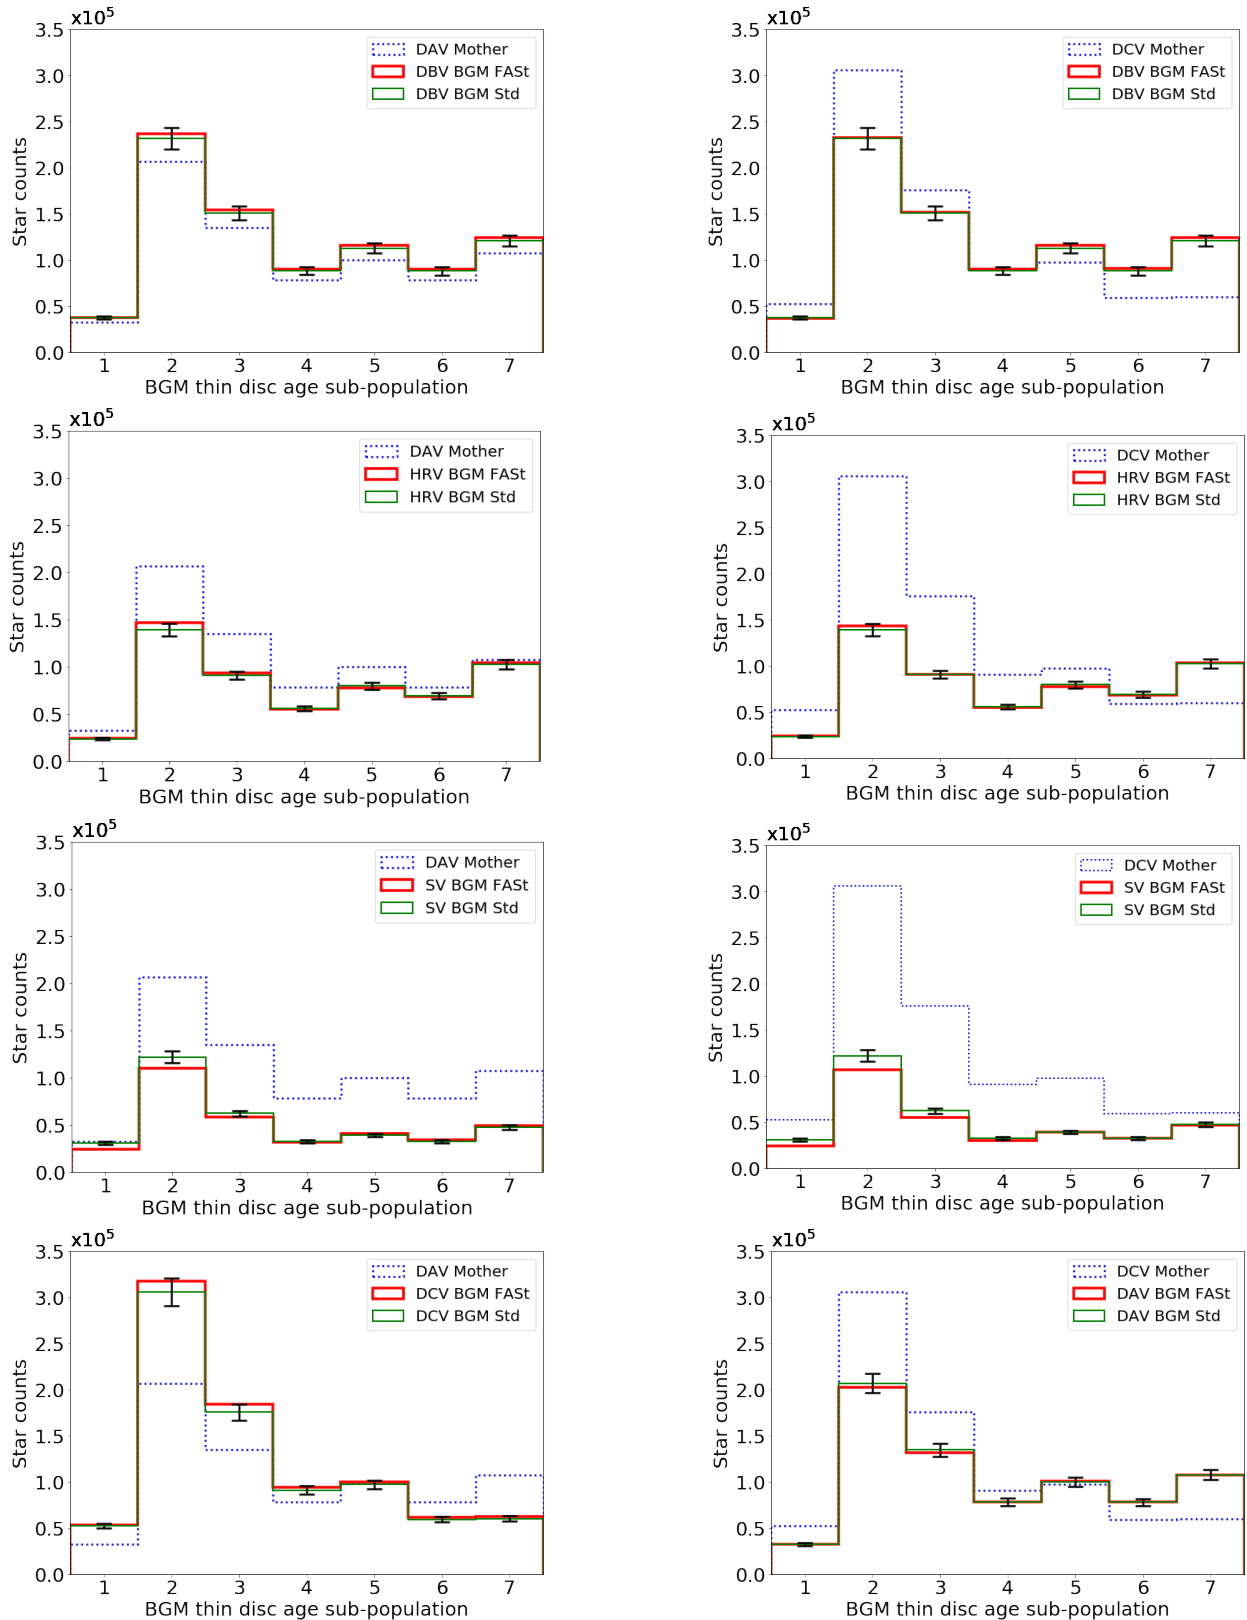 x10^5
3.5
3.0
2.5
2.0
1.5
1.0
0.5
0.0
Star counts
DAV Mother
DBV BGM FASt
DBV BGM Std
1 2 3 4 5 6 7
BGM thin disc age sub-population
x10^5
3.5
3.0
2.5
2.0
1.5
1.0
0.5
0.0
Star counts
DCV Mother
DBV BGM FASt
DBV BGM Std
1 2 3 4 5 6 7
BGM thin disc age sub-population
x10^5
3.5
3.0
2.5
2.0
1.5
1.0
0.5
0.0
Star counts
DAV Mother
HRV BGM FASt
HRV BGM Std
1 2 3 4 5 6 7
BGM thin disc age sub-population
x10^5
3.5
3.0
2.5
2.0
1.5
1.0
0.5
0.0
Star counts
DCV Mother
HRV BGM FASt
HRV BGM Std
1 2 3 4 5 6 7
BGM thin disc age sub-population
x10^5
3.5
3.0
2.5
2.0
1.5
1.0
0.5
0.0
Star counts
DAV Mother
SV BGM FASt
SV BGM Std
1 2 3 4 5 6 7
BGM thin disc age sub-population
x10^5
3.5
3.0
2.5
2.0
1.5
1.0
0.5
0.0
Star counts
DCV Mother
SV BGM FASt
SV BGM Std
1 2 3 4 5 6 7
BGM thin disc age sub-population
x10^5
3.5
3.0
2.5
2.0
1.5
1.0
0.5
0.0
Star counts
DAV Mother
DCV BGM FASt
DCV BGM Std
1 2 3 4 5 6 7
BGM thin disc age sub-population
x10^5
3.5
3.0
2.5
2.0
1.5
1.0
0.5
0.0
Star counts
DCV Mother
DAV BGM FASt
DAV BGM Std
1 2 3 4 5 6 7
BGM thin disc age sub-population